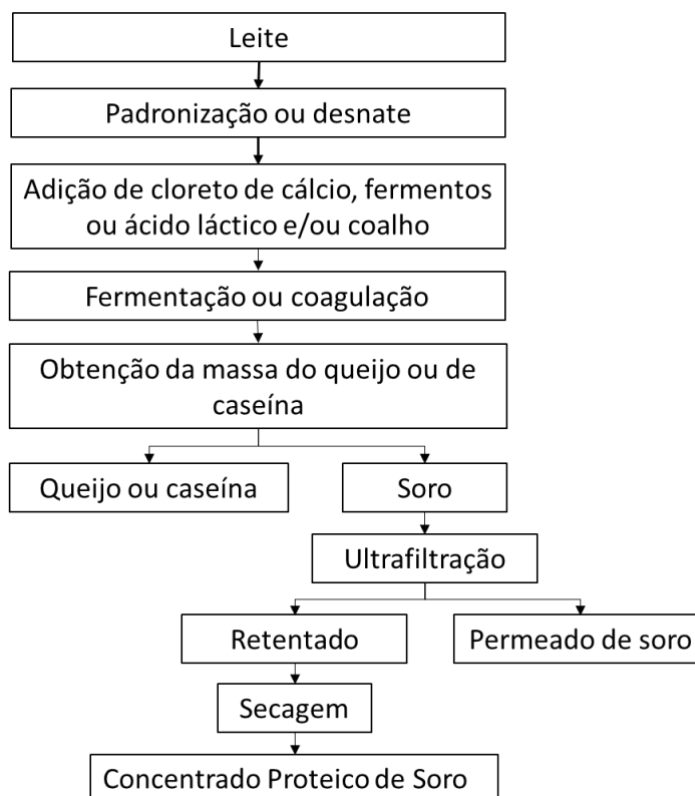 Leite
Padronização ou desnate
Adição de cloreto de cálcio, fermentos
ou ácido láctico e/ou coalho
Fermentação ou coagulação
Obtenção da massa do queijo ou de
caseína
Queijo ou caseína
Soro
Ultrafiltração
Retentado
Permeado de soro
Secagem
Concentrado Proteico de Soro